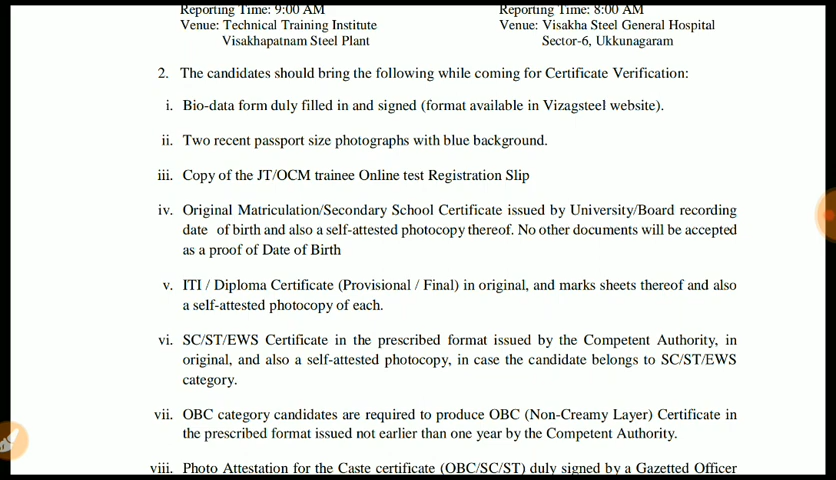 Reporting Time: 9:00 AM
Reporting Time: 8:00 AM
Venue: Technical Training Institute
Venue: Visakha Steel General Hospital
Visakhapatnam Steel Plant
Sector-6, Ukkunagaram
2. The candidates should bring the following while coming for Certificate Verification:
i. Bio-data form duly filled in and signed (format available in Vizagsteel website).
ii. Two recent passport size photographs with blue background.
iii. Copy of the JT/OCM trainee Online test Registration Slip
iv. Original Matriculation/Secondary School Certificate issued by University/Board recording
date of birth and also a self-attested photocopy thereof. No other documents will be accepted
as a proof of Date of Birth
v. ITI / Diploma Certificate (Provisional / Final) in original, and marks sheets thereof and also
a self-attested photocopy of each.
vi. SC/ST/EWS Certificate in the prescribed format issued by the Competent Authority, in
original, and also a self-attested photocopy, in case the candidate belongs to SC/ST/EWS
category.
vii. OBC category candidates are required to produce OBC (Non-Creamy Layer) Certificate in
the prescribed format issued not earlier than one year by the Competent Authority.
viii. Photo Attestation for the Caste certificate (OBC/SC/ST) duly signed by a Gazetted Officer